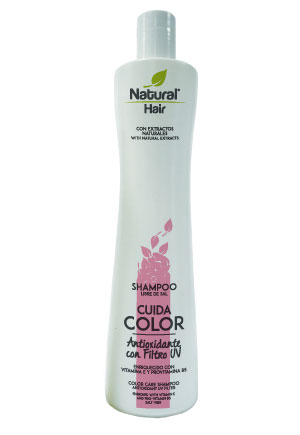 Natural®
Hair
CON EXTRACTOS
NATURALES
WITH NATURAL EXTRACTS
SHAMPOO
LIBRE DE SAL
CUIDA
COLOR
Antioxidante
con Filtro UV
ENRIQUECIDO CON
VITAMINA E Y PROVITAMINA B5
COLOR CARE SHAMPOO
ANTIOXIDANT UV FILTER
ENRICHED WITH VITAMIN E
AND PRO-VITAMIN B5
SALT FREE